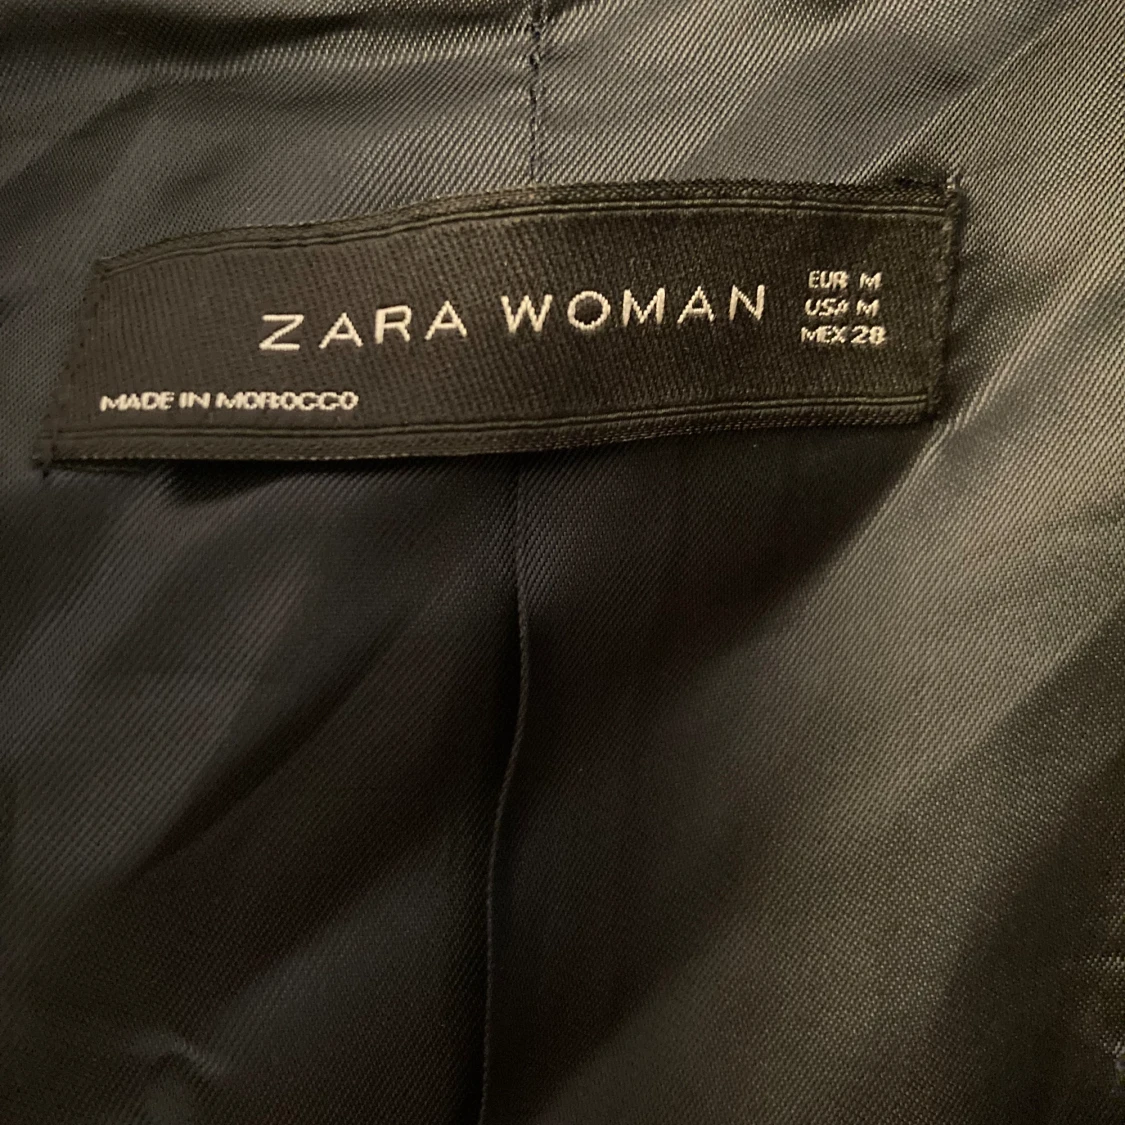 ZARA WOMAN
EUR M
USA M
MEX 28
MADE IN MOROCCO